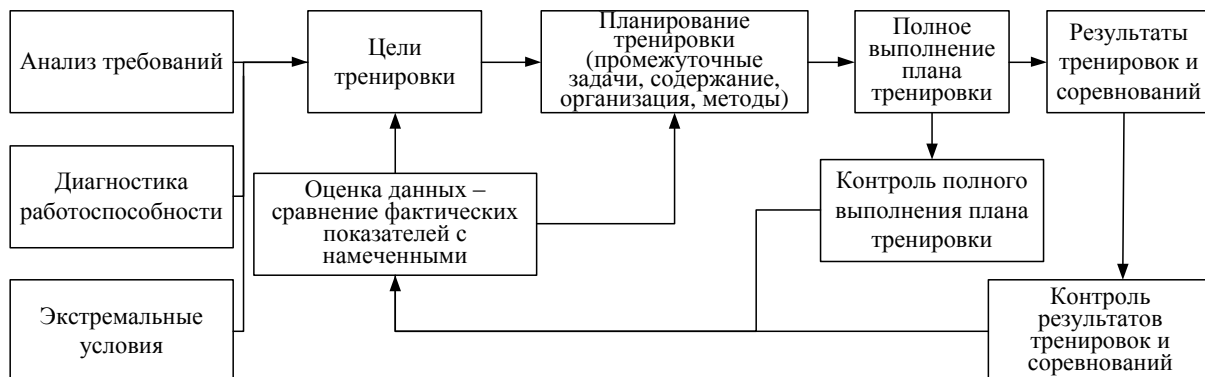 Анализ требований
Цели
тренировки
Планирование
тренировки
(промежуточные
задачи, содержание,
организация, методы)
Полное
выполнение
плана
тренировки
Результаты
тренировок и
соревнований
Диагностика
работоспособности
Оценка данных –
сравнение фактических
показателей с
намеченными
Контроль полного
выполнения плана
тренировки
Экстремальные
условия
Контроль
результатов
тренировок и
соревнований